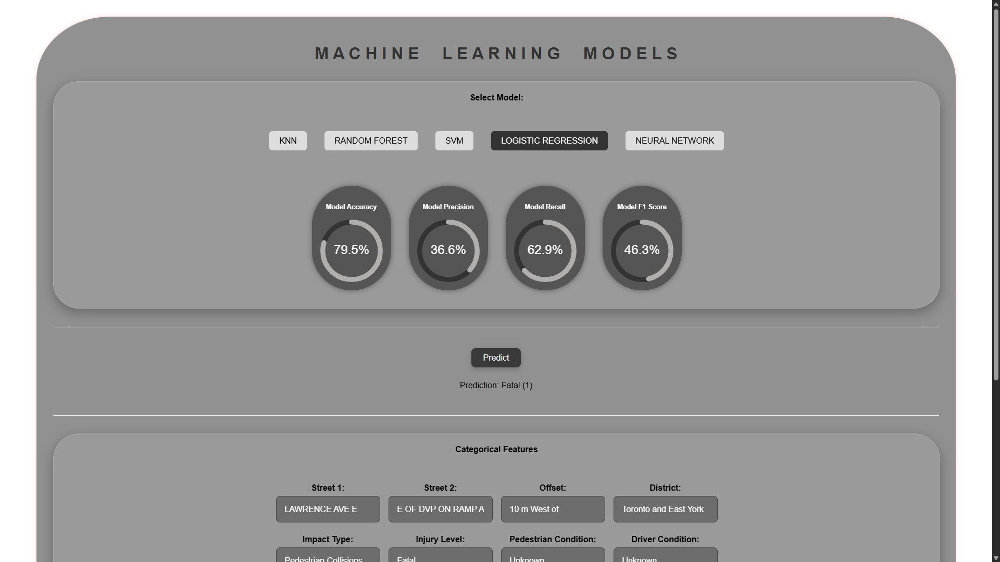 MACHINE LEARNING MODELS
Select Model:
KNN RANDOM FOREST SVM LOGISTIC REGRESSION NEURAL NETWORK
Model Accuracy Model Precision Model Recall Model F1 Score
79.5% 36.6% 62.9% 46.3%
Predict
Prediction: Fatal (1)
Categorical Features
Street 1: Street 2: Offset: District:
LAWRENCE AVE E E OF DVP ON RAMP A 10 m West of Toronto and East York
Impact Type: Injury Level: Pedestrian Condition: Driver Condition:
Pedestrian Collisions Fatal Unknown Unknown